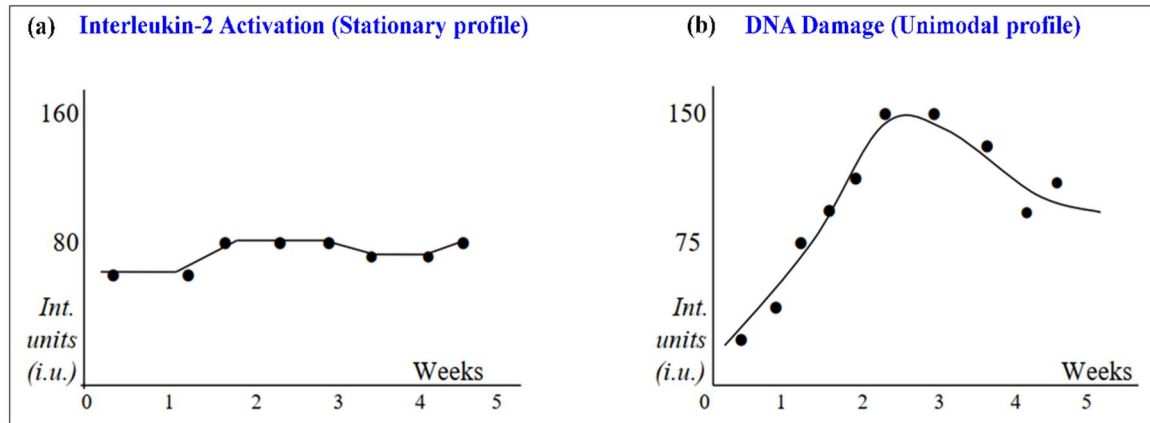 (a) Interleukin-2 Activation (Stationary profile)
160
80
Int.
units
(i.u.)
Weeks
0 1 2 3 4 5
(b) DNA Damage (Unimodal profile)
150
75
Int.
units
(i.u.)
Weeks
0 1 2 3 4 5